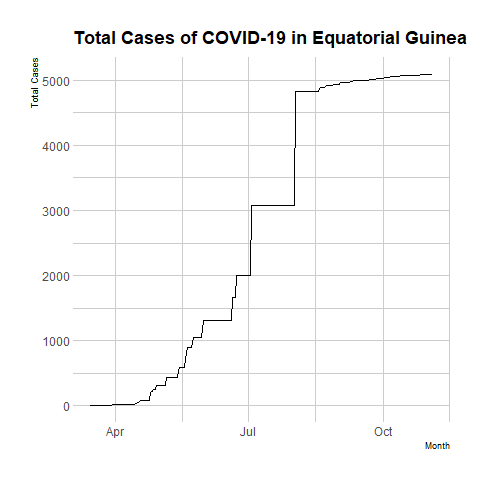 Total Cases of COVID-19 in Equatorial Guinea
Total Cases
5000
4000
3000
2000
1000
0
Apr Jul Oct
Month